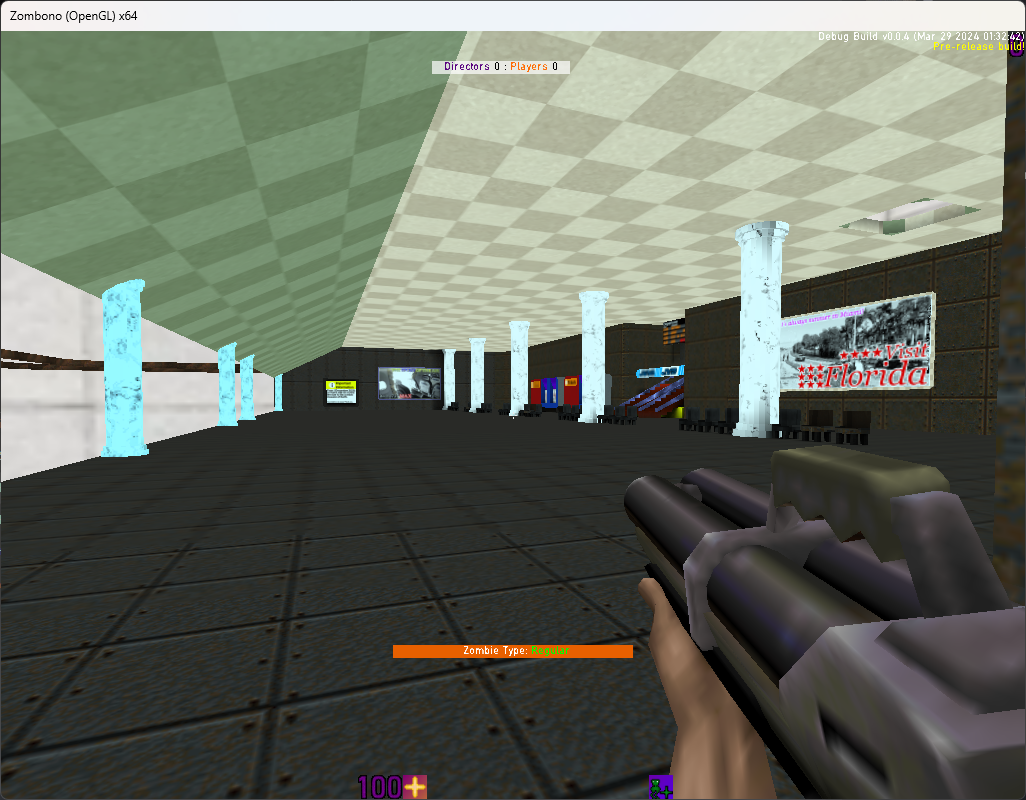 Zombono (OpenGL) x64
Debug Build v0.0.4 (Mar 29 2024 01:32:42)
Pre-release build!
Directors 0 : Players 0
Visit
Florida
Zombie Type: Regular
100